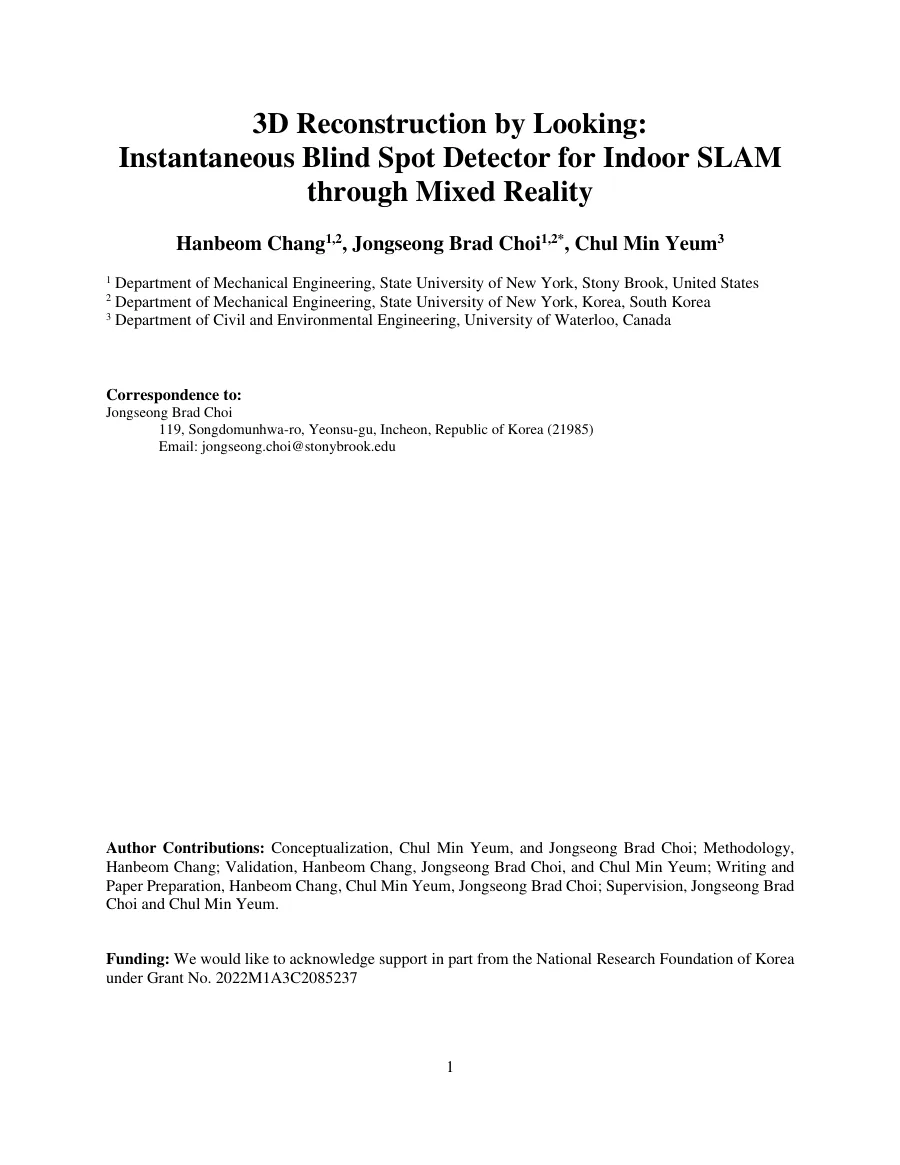 3D Reconstruction by Looking:
Instantaneous Blind Spot Detector for Indoor SLAM
through Mixed Reality
Hanbeom Chang1,2, Jongseong Brad Choi1,2*, Chul Min Yeum3
1 Department of Mechanical Engineering, State University of New York, Stony Brook, United States
2 Department of Mechanical Engineering, State University of New York, Korea, South Korea
3 Department of Civil and Environmental Engineering, University of Waterloo, Canada
Correspondence to:
Jongseong Brad Choi
119, Songdomunhwa-ro, Yeonsu-gu, Incheon, Republic of Korea (21985)
Email: jongseong.choi@stonybrook.edu
Author Contributions: Conceptualization, Chul Min Yeum, and Jongseong Brad Choi; Methodology,
Hanbeom Chang; Validation, Hanbeom Chang, Jongseong Brad Choi, and Chul Min Yeum; Writing and
Paper Preparation, Hanbeom Chang, Chul Min Yeum, Jongseong Brad Choi; Supervision, Jongseong Brad
Choi and Chul Min Yeum.
Funding: We would like to acknowledge support in part from the National Research Foundation of Korea
under Grant No. 2022M1A3C2085237
1